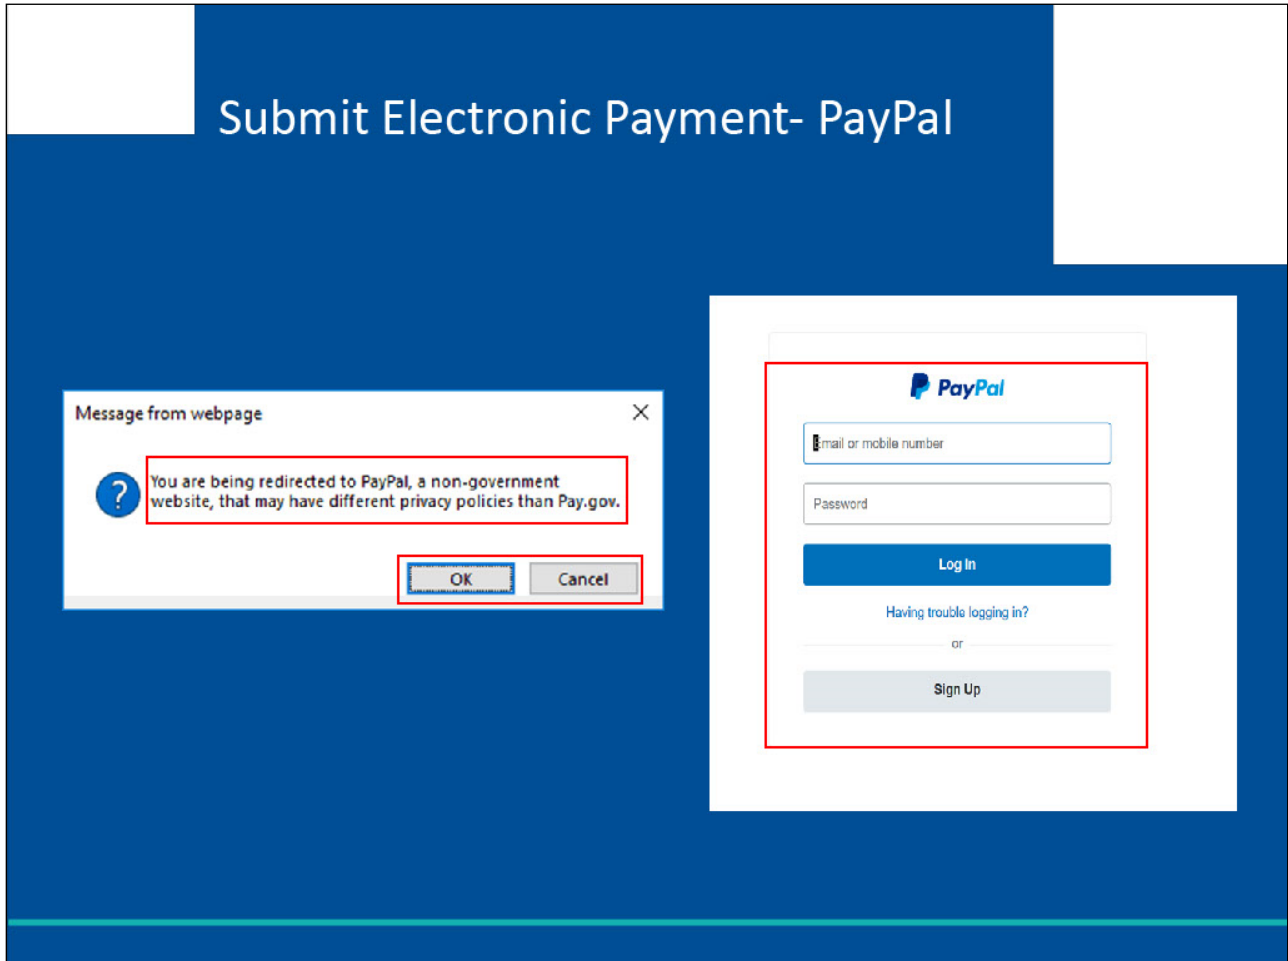 Submit Electronic Payment- PayPal
Message from webpage
You are being redirected to PayPal, a non-government
website, that may have different privacy policies than Pay.gov.
OK
Cancel
PayPal
Email or mobile number
Password
Log In
Having trouble logging in?
or
Sign Up